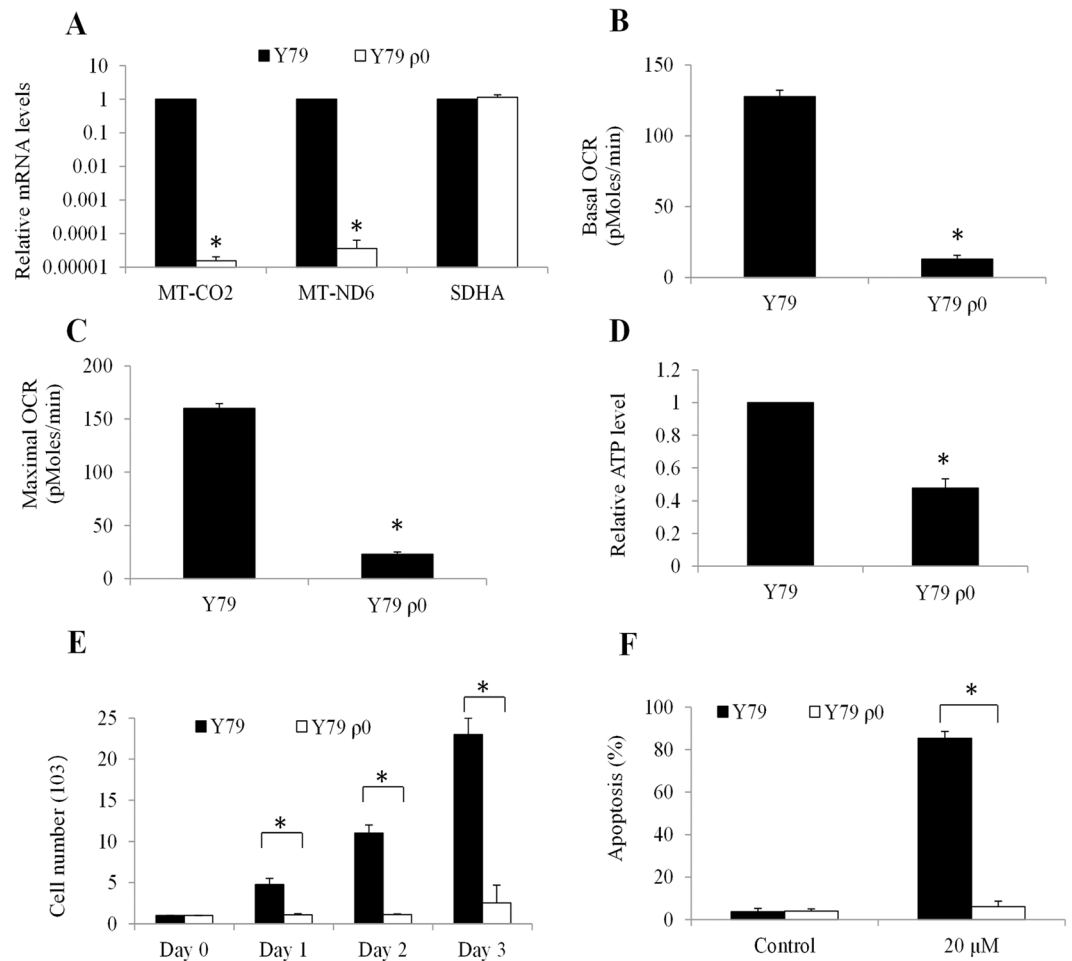 A
Y79 Y79 ρ0
Relative mRNA levels
10
1
0.1
0.01
0.001
0.0001
0.00001
* *
MT-CO2 MT-ND6 SDHA
B
Basal OCR
(pMoles/min)
150
100
50
0
*
Y79 Y79 ρ0
C
Maximal OCR
(pMoles/min)
200
150
100
50
0
*
Y79 Y79 ρ0
D
Relative ATP level
1.2
1
0.8
0.6
0.4
0.2
0
*
Y79 Y79 ρ0
E
Y79 Y79 ρ0
Cell number (103)
25
20
15
10
5
0
* * *
Day 0 Day 1 Day 2 Day 3
F
Y79 Y79 ρ0
Apoptosis (%)
100
80
60
40
20
0
*
Control 20 μM